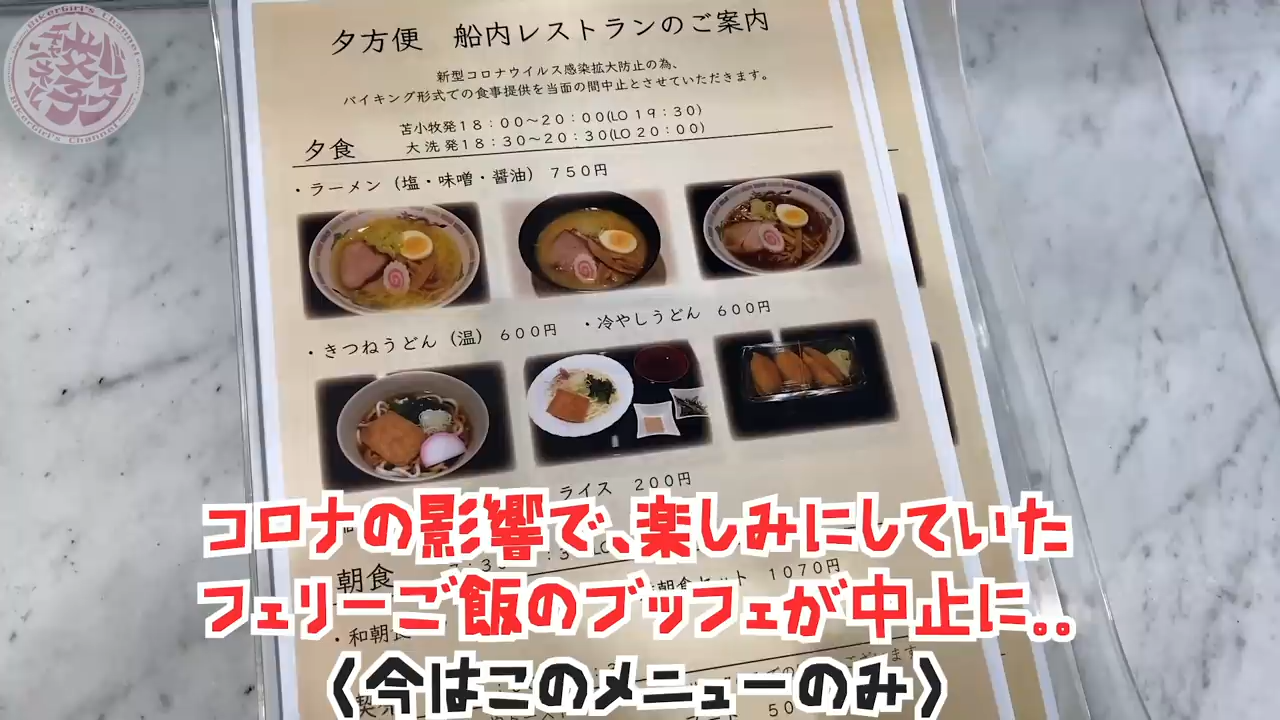 BikerGirl's Channel
夕方便 船内レストランのご案内
新型コロナウイルス感染拡大防止の為、
バイキング形式での食事提供を当面の間中止とさせていただきます。
苫小牧発18:00〜20:00(LO 19:30)
夕食 大洗発18:30〜20:30(LO 20:00)
・ラーメン(塩・味噌・醤油) 750円
・きつねうどん(温) 600円 ・冷やしうどん 600円
ライス 200円
コロナの影響で、楽しみにしていた
朝食
1070円
フェリーご飯のブッフェが中止に..
・和朝食
〈今はこのメニューのみ〉